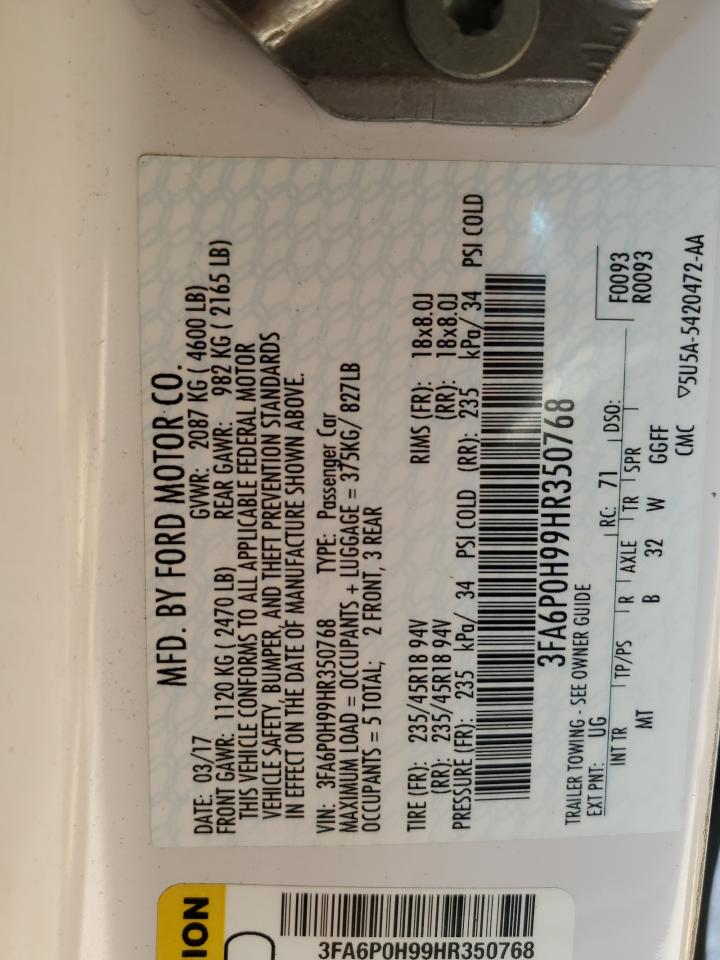 MFD. BY FORD MOTOR CO.
DATE: 03/17 GVWR: 2087 KG ( 4600 LB)
FRONT GAWR: 1120 KG ( 2470 LB) REAR GAWR: 982 KG ( 2165 LB)
THIS VEHICLE CONFORMS TO ALL APPLICABLE FEDERAL MOTOR
VEHICLE SAFETY, BUMPER, AND THEFT PREVENTION STANDARDS
IN EFFECT ON THE DATE OF MANUFACTURE SHOWN ABOVE.
VIN: 3FA6P0H99HR350768 TYPE: Passenger Car
MAXIMUM LOAD = OCCUPANTS + LUGGAGE = 375KG/ 827LB
OCCUPANTS = 5 TOTAL; 2 FRONT, 3 REAR
TIRE (FR): 235/45R18 94V RIMS (FR): 18x8.0J
(RR): 235/45R18 94V (RR): 18x8.0J
PRESSURE (FR): 235 kPa/ 34 PSI COLD (RR): 235 kPa/ 34 PSI COLD
3FA6P0H99HR350768
TRAILER TOWING - SEE OWNER GUIDE
EXT PNT: UG RC: 71 DSO: F0093
R0093
INT TR TP/PS R AXLE TR SPR
MT B 32 W GGFF
CMC ▽5U5A-5420472-AA
ION
3FA6P0H99HR350768